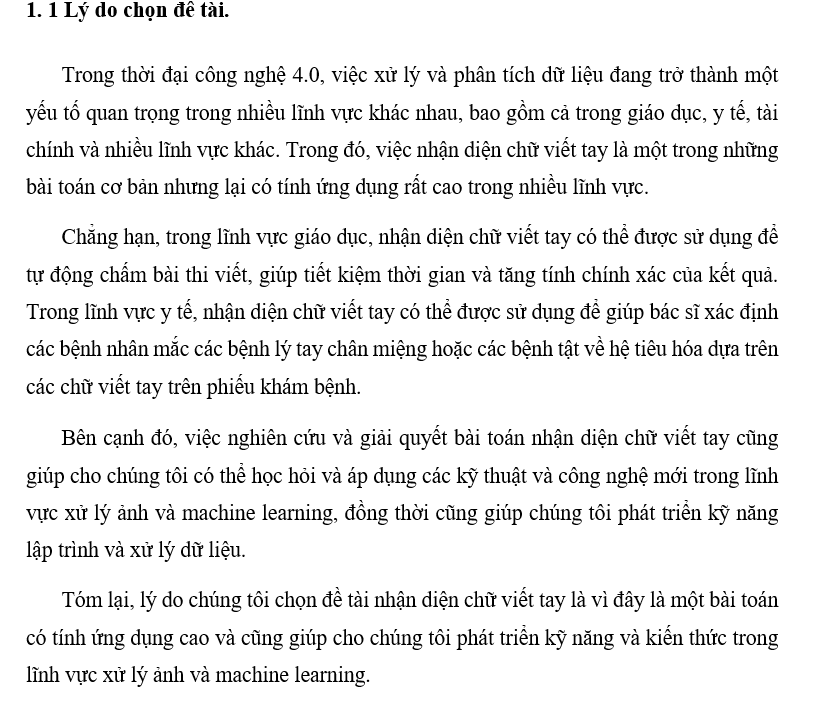 1. 1 Lý do chọn đề tài.
Trong thời đại công nghệ 4.0, việc xử lý và phân tích dữ liệu đang trở thành một
yếu tố quan trọng trong nhiều lĩnh vực khác nhau, bao gồm cả trong giáo dục, y tế, tài
chính và nhiều lĩnh vực khác. Trong đó, việc nhận diện chữ viết tay là một trong những
bài toán cơ bản nhưng lại có tính ứng dụng rất cao trong nhiều lĩnh vực.
Chẳng hạn, trong lĩnh vực giáo dục, nhận diện chữ viết tay có thể được sử dụng để
tự động chấm bài thi viết, giúp tiết kiệm thời gian và tăng tính chính xác của kết quả.
Trong lĩnh vực y tế, nhận diện chữ viết tay có thể được sử dụng để giúp bác sĩ xác định
các bệnh nhân mắc các bệnh lý tay chân miệng hoặc các bệnh tật về hệ tiêu hóa dựa trên
các chữ viết tay trên phiếu khám bệnh.
Bên cạnh đó, việc nghiên cứu và giải quyết bài toán nhận diện chữ viết tay cũng
giúp cho chúng tôi có thể học hỏi và áp dụng các kỹ thuật và công nghệ mới trong lĩnh
vực xử lý ảnh và machine learning, đồng thời cũng giúp chúng tôi phát triển kỹ năng
lập trình và xử lý dữ liệu.
Tóm lại, lý do chúng tôi chọn đề tài nhận diện chữ viết tay là vì đây là một bài toán
có tính ứng dụng cao và cũng giúp cho chúng tôi phát triển kỹ năng và kiến thức trong
lĩnh vực xử lý ảnh và machine learning.